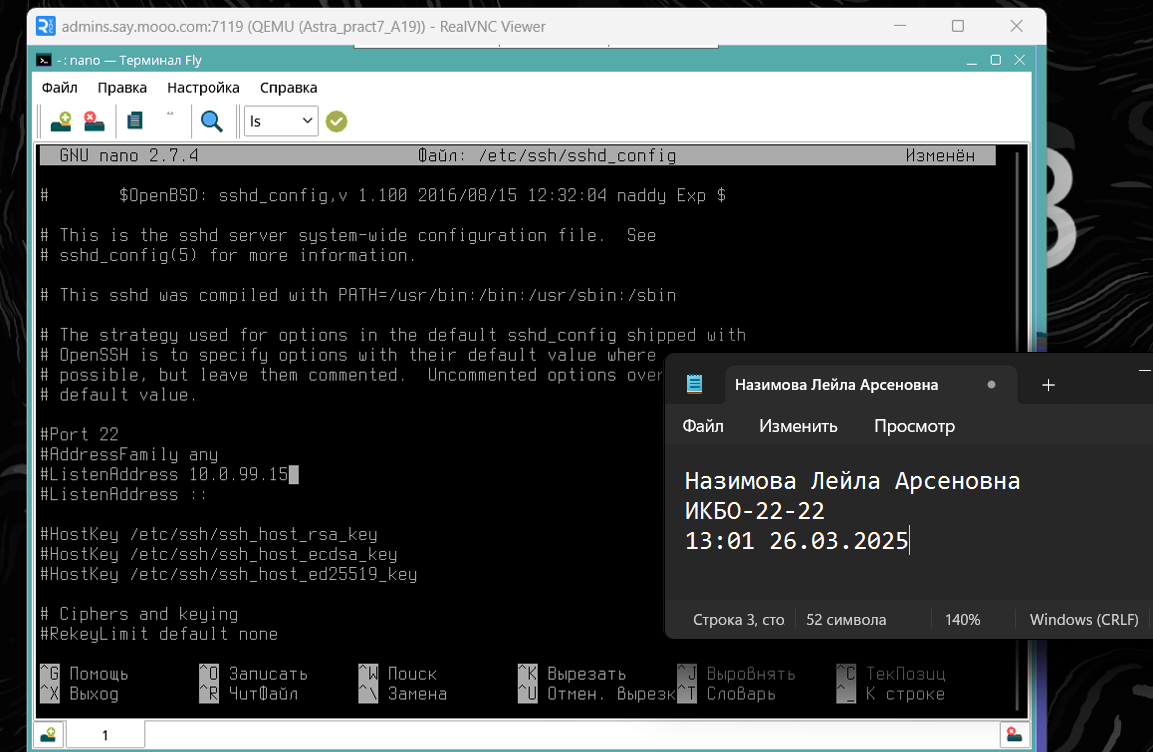 admins.say.mooo.com:7119 (QEMU (Astra_pract7_A19)) - RealVNC Viewer
- : nano — Терминал Fly
Файл Правка Настройка Справка
ls
GNU nano 2.7.4 Файл: /etc/ssh/sshd_config Изменён
# $OpenBSD: sshd_config,v 1.100 2016/08/15 12:32:04 naddy Exp $
# This is the sshd server system-wide configuration file. See
# sshd_config(5) for more information.
# This sshd was compiled with PATH=/usr/bin:/bin:/usr/sbin:/sbin
# The strategy used for options in the default sshd_config shipped with
# OpenSSH is to specify options with their default value where
# possible, but leave them commented. Uncommented options over
# default value.
#Port 22
#AddressFamily any
#ListenAddress 10.0.99.15
#ListenAddress ::
#HostKey /etc/ssh/ssh_host_rsa_key
#HostKey /etc/ssh/ssh_host_ecdsa_key
#HostKey /etc/ssh/ssh_host_ed25519_key
# Ciphers and keying
#RekeyLimit default none
^G Помощь ^O Записать ^W Поиск ^K Вырезать ^J Выровнять ^C ТекПозиц
^X Выход ^R ЧитФайл ^\ Замена ^U Отмен. Вырезк ^T Словарь ^_ К строке
1
Назимова Лейла Арсеновна
Файл Изменить Просмотр
Назимова Лейла Арсеновна
ИКБО-22-22
13:01 26.03.2025
Строка 3, сто 52 символа 140% Windows (CRLF)